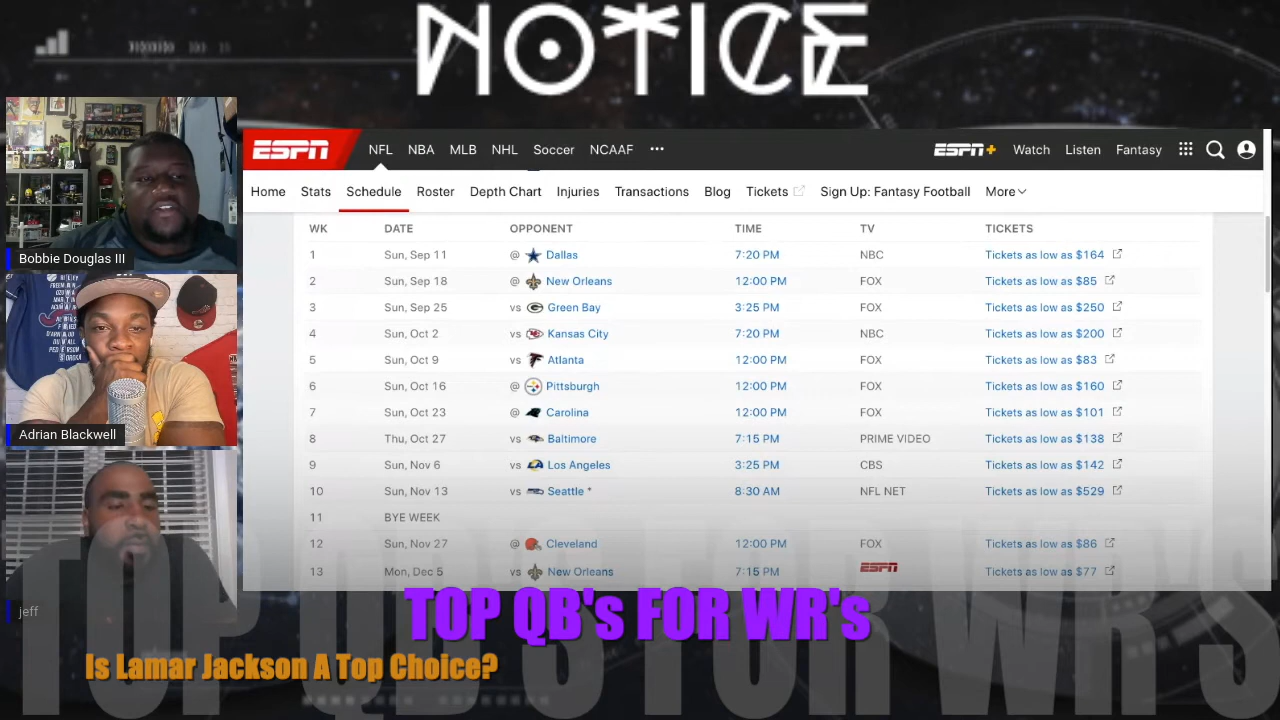 NOTICE
ESPN NFL NBA MLB NHL Soccer NCAAF ••• ESPN+ Watch Listen Fantasy
Home Stats Schedule Roster Depth Chart Injuries Transactions Blog Tickets Sign Up: Fantasy Football More
WK DATE OPPONENT TIME TV TICKETS
1 Sun, Sep 11 @ Dallas 7:20 PM NBC Tickets as low as $164
2 Sun, Sep 18 @ New Orleans 12:00 PM FOX Tickets as low as $85
3 Sun, Sep 25 vs Green Bay 3:25 PM FOX Tickets as low as $250
4 Sun, Oct 2 vs Kansas City 7:20 PM NBC Tickets as low as $200
5 Sun, Oct 9 vs Atlanta 12:00 PM FOX Tickets as low as $83
6 Sun, Oct 16 @ Pittsburgh 12:00 PM FOX Tickets as low as $160
7 Sun, Oct 23 @ Carolina 12:00 PM FOX Tickets as low as $101
8 Thu, Oct 27 vs Baltimore 7:15 PM PRIME VIDEO Tickets as low as $138
9 Sun, Nov 6 vs Los Angeles 3:25 PM CBS Tickets as low as $142
10 Sun, Nov 13 vs Seattle * 8:30 AM NFL NET Tickets as low as $529
11 BYE WEEK
12 Sun, Nov 27 @ Cleveland 12:00 PM FOX Tickets as low as $86
13 Mon, Dec 5 vs New Orleans 7:15 PM ESPN Tickets as low as $77
MARVEL
Bobbie Douglas III
Adrian Blackwell
jeff
TOP QB'S FOR WR'S
TOP QB's FOR WR's
Is Lamar Jackson A Top Choice?